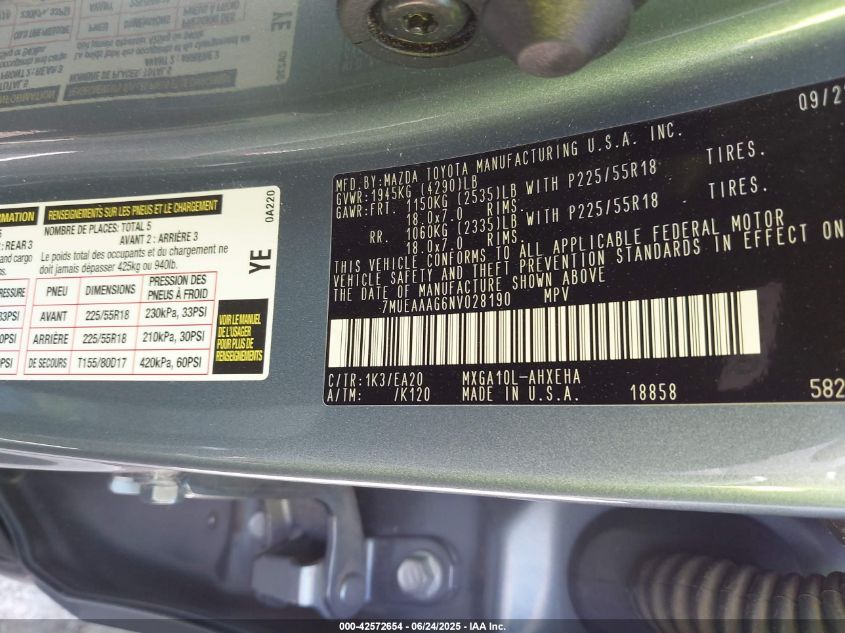 09/2
MFD.BY:MAZDA TOYOTA MANUFACTURING U.S.A. INC.
GVWR:1945KG (4290)LB
GAWR:FRT. 1150KG (2535)LB WITH P225/55R18 TIRES.
18.0x7.0 RIMS.
RR. 1060KG (2335)LB WITH P225/55R18 TIRES.
18.0x7.0 RIMS.
THIS VEHICLE CONFORMS TO ALL APPLICABLE FEDERAL MOTOR
VEHICLE SAFETY AND THEFT PREVENTION STANDARDS IN EFFECT ON
THE DATE OF MANUFACTURE SHOWN ABOVE
7MUEAAAG6NV028190 MPV
C/TR:1K3/EA20 MXGA10L-AHXEHA
A/TM: /K120 MADE IN U.S.A. 18858 582
RMATION
: REAR 3
and cargo
RESSURE
33PSI
0PSI
0PSI
RENSEIGNEMENTS SUR LES PNEUS ET LE CHARGEMENT
NOMBRE DE PLACES: TOTAL 5
AVANT 2 : ARRIÈRE 3
Le poids total des occupants et du chargement ne
doit jamais dépasser 425kg ou 940lb.
PNEU DIMENSIONS PRESSION DES PNEUS À FROID
AVANT 225/55R18 230kPa, 33PSI
ARRIÈRE 225/55R18 210kPa, 30PSI
DE SECOURS T155/80D17 420kPa, 60PSI
VOIR LE MANUEL
DE L'USAGER
POUR PLUS DE
RENSEIGNEMENTS
YE
0A220
000-42572654 - 06/24/2025 - IAA Inc.